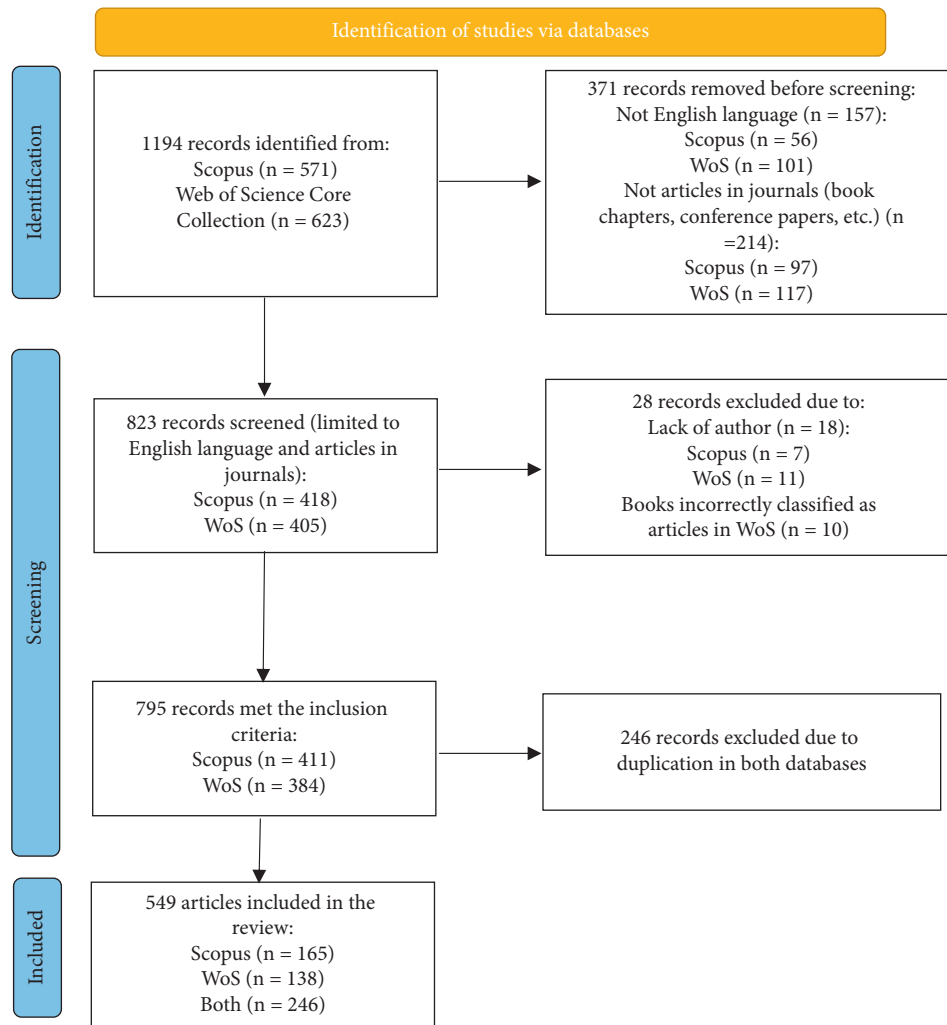 Identification of studies via databases
Identification
1194 records identified from:
Scopus (n = 571)
Web of Science Core
Collection (n = 623)
371 records removed before screening:
Not English language (n = 157):
Scopus (n = 56)
WoS (n = 101)
Not articles in journals (book
chapters, conference papers, etc.) (n
=214):
Scopus (n = 97)
WoS (n = 117)
Screening
823 records screened (limited to
English language and articles in
journals):
Scopus (n = 418)
WoS (n = 405)
28 records excluded due to:
Lack of author (n = 18):
Scopus (n = 7)
WoS (n = 11)
Books incorrectly classified as
articles in WoS (n = 10)
795 records met the inclusion
criteria:
Scopus (n = 411)
WoS (n = 384)
246 records excluded due to
duplication in both databases
Included
549 articles included in the
review:
Scopus (n = 165)
WoS (n = 138)
Both (n = 246)